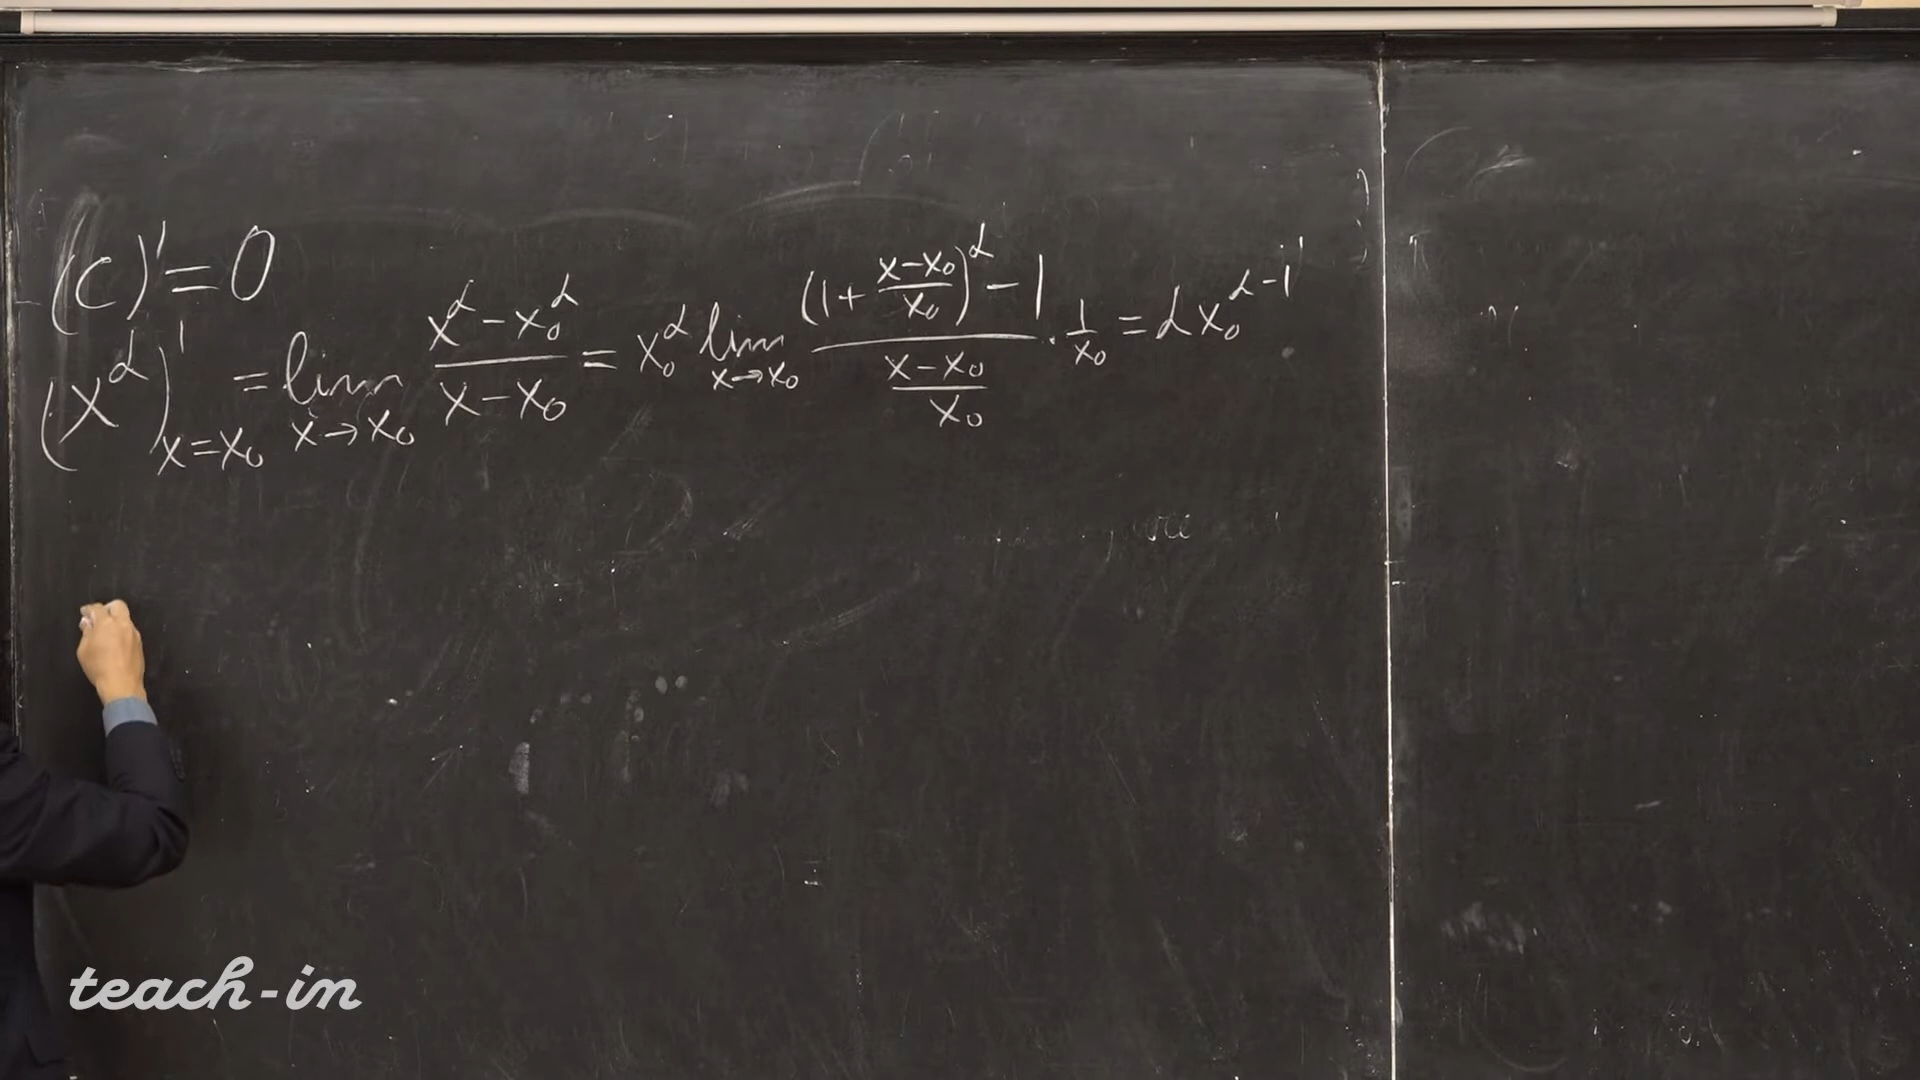 (c)' = 0
(x^α)'_{x=x₀} = lim_{x→x₀} (x^α − x₀^α)/(x − x₀) = x₀^α lim_{x→x₀} ((1 + (x−x₀)/x₀)^α − 1)/((x−x₀)/x₀) · 1/x₀ = αx₀^{α−1}
teach-in